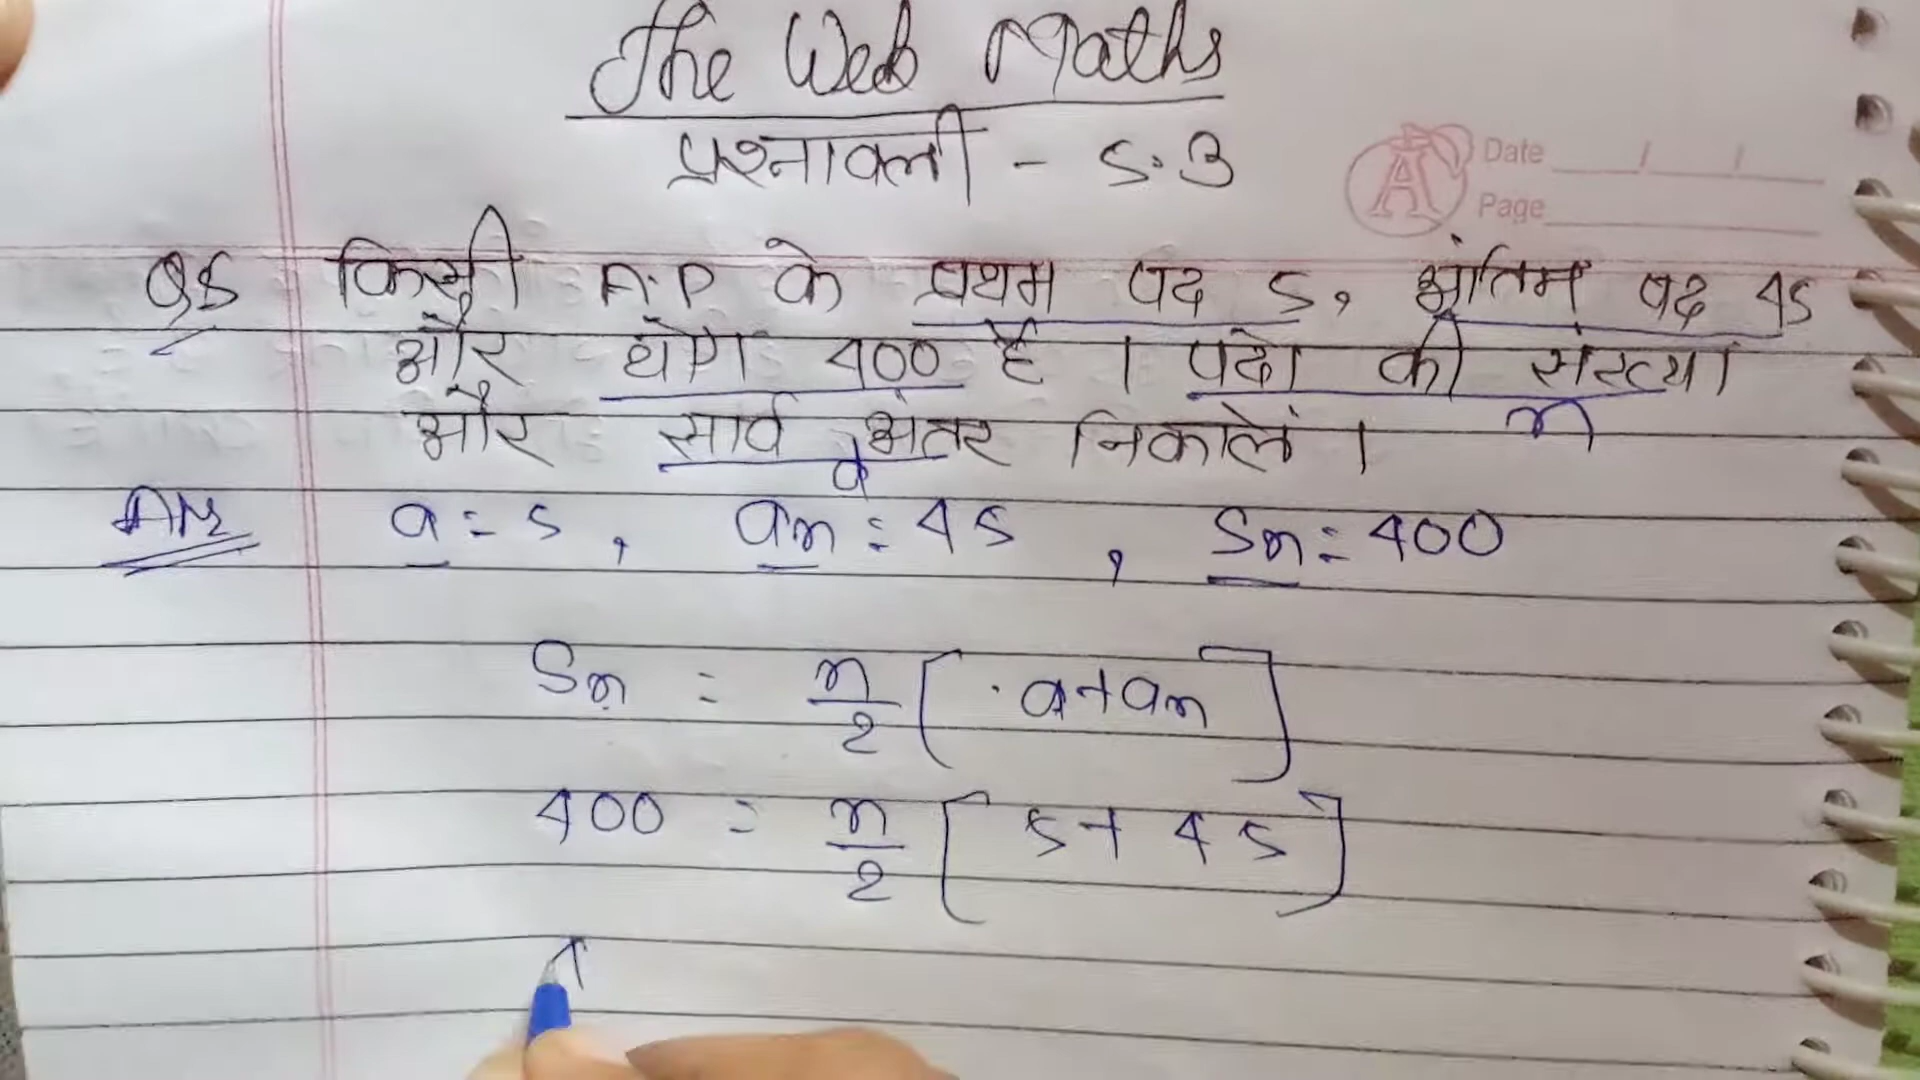 The Web Maths
प्रश्नावली - 5.3
Date / /
Page
Q5 किसी A.P के प्रथम पद 5, अंतिम पद 45
और योग 400 है । पदो की संख्या
और सार्व अंतर निकालें । n
d
Ans a = 5 , an = 45 , Sn = 400
Sn = n/2 [ a + an ]
400 = n/2 [ 5 + 45 ]